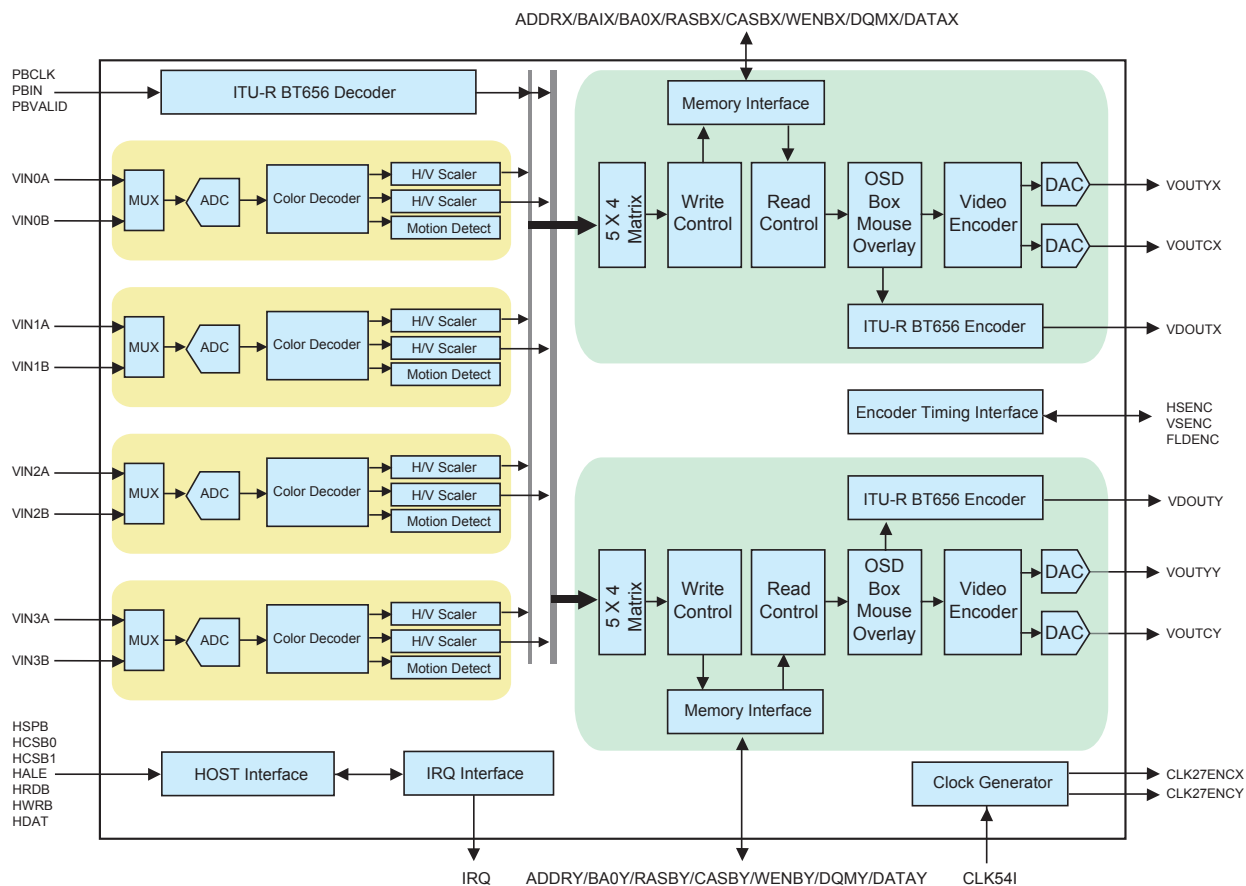 ADDRX/BAIX/BA0X/RASBX/CASBX/WENBX/DQMX/DATAX
PBCLK
PBIN
PBVALID
ITU-R BT656 Decoder
Memory Interface
VIN0A
VIN0B
MUX
ADC
Color Decoder
H/V Scaler
H/V Scaler
Motion Detect
5 X 4
Matrix
Write
Control
Read
Control
OSD
Box
Mouse
Overlay
Video
Encoder
DAC
DAC
VOUTYX
VOUTCX
ITU-R BT656 Encoder
VDOUTX
VIN1A
VIN1B
MUX
ADC
Color Decoder
H/V Scaler
H/V Scaler
Motion Detect
Encoder Timing Interface
HSENC
VSENC
FLDENC
VIN2A
VIN2B
MUX
ADC
Color Decoder
H/V Scaler
H/V Scaler
Motion Detect
ITU-R BT656 Encoder
VDOUTY
5 X 4
Matrix
Write
Control
Read
Control
OSD
Box
Mouse
Overlay
Video
Encoder
DAC
DAC
VOUTYY
VOUTCY
VIN3A
VIN3B
MUX
ADC
Color Decoder
H/V Scaler
H/V Scaler
Motion Detect
Memory Interface
HSPB
HCSB0
HCSB1
HALE
HRDB
HWRB
HDAT
HOST Interface
IRQ Interface
Clock Generator
CLK27ENCX
CLK27ENCY
IRQ
ADDRY/BA0Y/RASBY/CASBY/WENBY/DQMY/DATAY
CLK54I